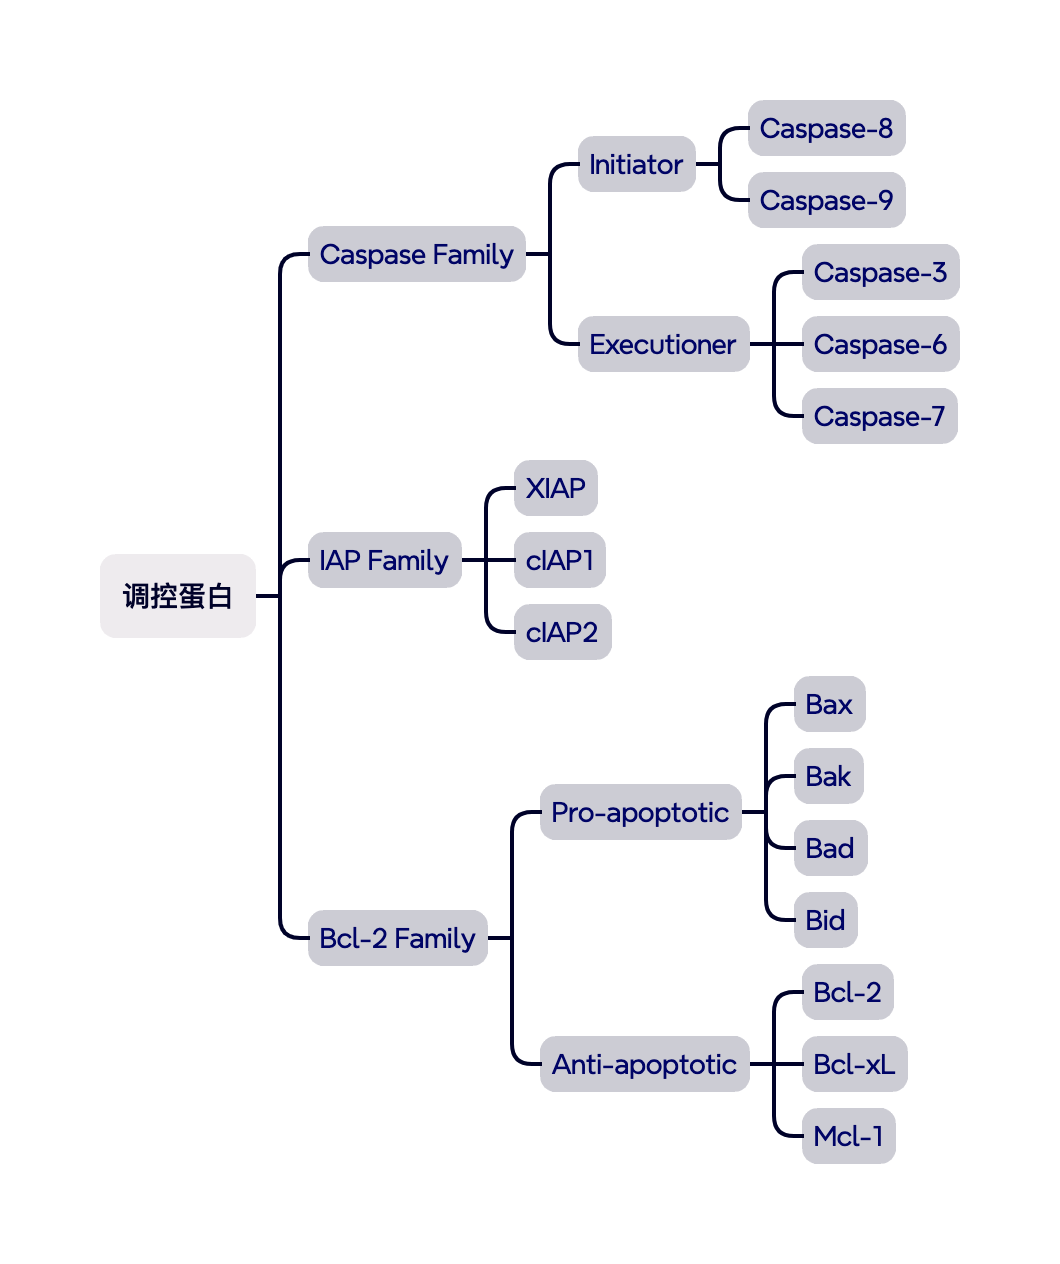 调控蛋白
Caspase Family
Initiator
Caspase-8
Caspase-9
Executioner
Caspase-3
Caspase-6
Caspase-7
IAP Family
XIAP
cIAP1
cIAP2
Bcl-2 Family
Pro-apoptotic
Bax
Bak
Bad
Bid
Anti-apoptotic
Bcl-2
Bcl-xL
Mcl-1